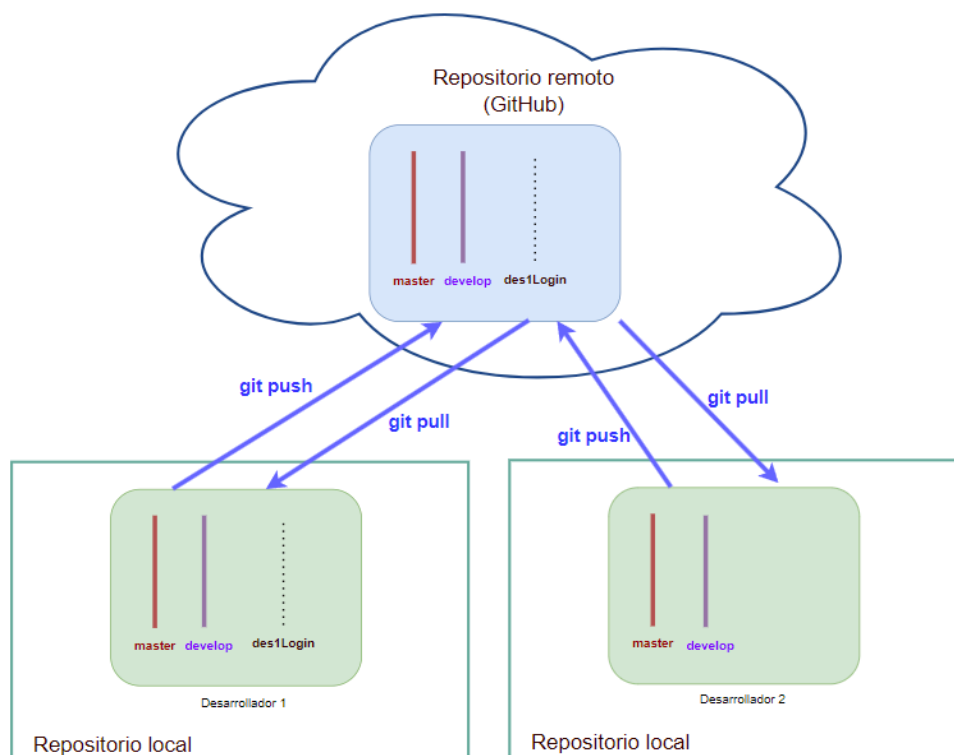 Repositorio remoto
(GitHub)
master develop des1Login
git push
git pull
git push
git pull
master develop des1Login
Desarrollador 1
Repositorio local
master develop
Desarrollador 2
Repositorio local